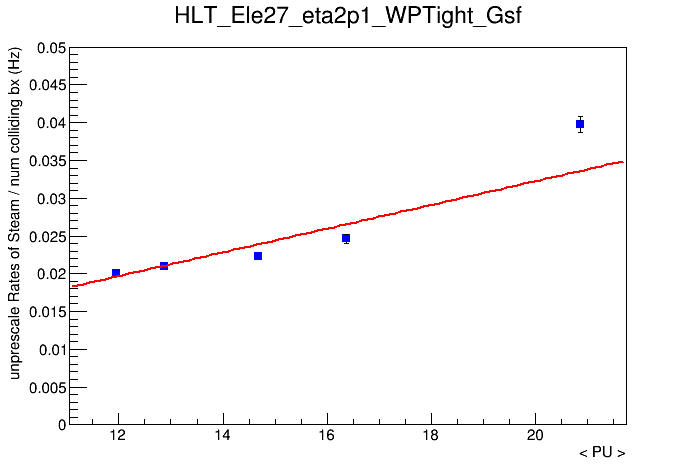 HLT_Ele27_eta2p1_WPTight_Gsf
unprescale Rates of Steam / num colliding bx (Hz)
0.05
0.045
0.04
0.035
0.03
0.025
0.02
0.015
0.01
0.005
0
12 14 16 18 20
< PU >